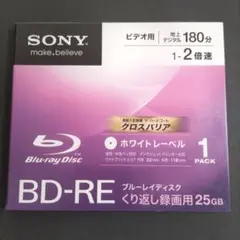 SONY
make.believe
ビデオ用
地上
デジタル
180分
1-2倍速
クロスバリア
ホワイトレーベル
1
PACK
Blu-ray Disc
BD-RE
ブルーレイディスク
くり返し録画用25GB